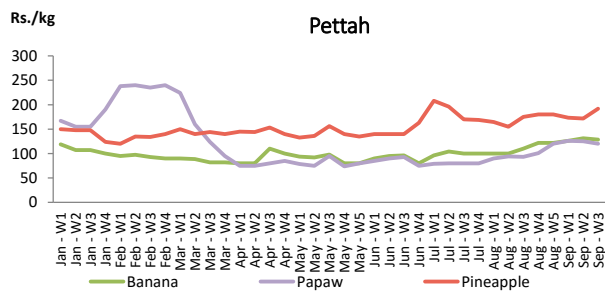 Rs./kg
Pettah
300
250
200
150
100
50
0
Jan - W1
Jan - W2
Jan - W3
Jan - W4
Feb - W1
Feb - W2
Feb - W3
Feb - W4
Mar - W1
Mar - W2
Mar - W3
Mar - W4
Apr - W1
Apr - W2
Apr - W3
Apr - W4
May - W1
May - W2
May - W3
May - W4
May - W5
Jun - W1
Jun - W2
Jun - W3
Jun - W4
Jul - W1
Jul - W2
Jul - W3
Jul - W4
Aug - W1
Aug - W2
Aug - W3
Aug - W4
Aug - W5
Sep - W1
Sep - W2
Sep - W3
Banana Papaw Pineapple